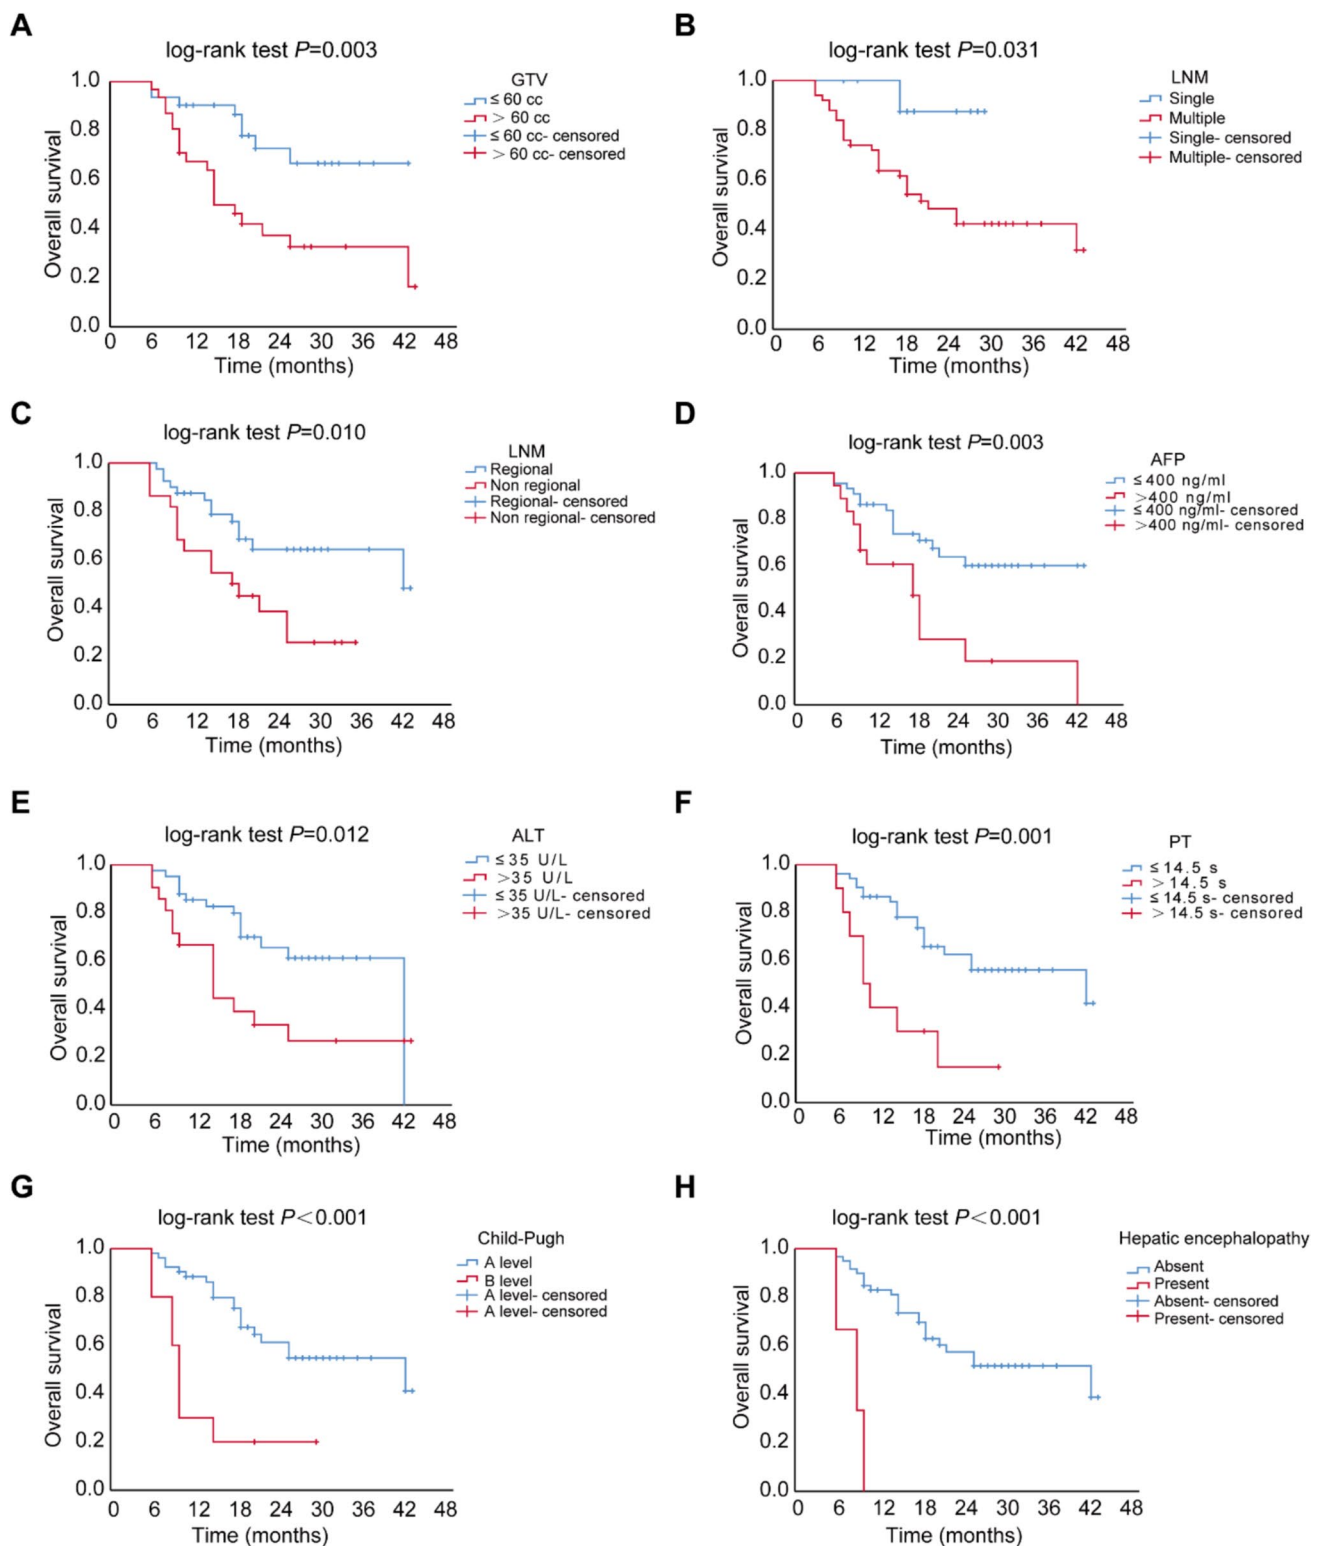 A
log-rank test P=0.003
GTV
≤ 60 cc
> 60 cc
≤ 60 cc- censored
> 60 cc- censored
Overall survival
1.0
0.8
0.6
0.4
0.2
0.0
0 6 12 18 24 30 36 42 48
Time (months)
B
log-rank test P=0.031
LNM
Single
Multiple
Single- censored
Multiple- censored
Overall survival
1.0
0.8
0.6
0.4
0.2
0.0
0 6 12 18 24 30 36 42 48
Time (months)
C
log-rank test P=0.010
LNM
Regional
Non regional
Regional- censored
Non regional- censored
Overall survival
1.0
0.8
0.6
0.4
0.2
0.0
0 6 12 18 24 30 36 42 48
Time (months)
D
log-rank test P=0.003
AFP
≤400 ng/ml
>400 ng/ml
≤400 ng/ml- censored
>400 ng/ml- censored
Overall survival
1.0
0.8
0.6
0.4
0.2
0.0
0 6 12 18 24 30 36 42 48
Time (months)
E
log-rank test P=0.012
ALT
≤35 U/L
>35 U/L
≤35 U/L- censored
>35 U/L- censored
Overall survival
1.0
0.8
0.6
0.4
0.2
0.0
0 6 12 18 24 30 36 42 48
Time (months)
F
log-rank test P=0.001
PT
≤14.5 s
>14.5 s
≤14.5 s- censored
>14.5 s- censored
Overall survival
1.0
0.8
0.6
0.4
0.2
0.0
0 6 12 18 24 30 36 42 48
Time (months)
G
log-rank test P<0.001
Child-Pugh
A level
B level
A level- censored
A level- censored
Overall survival
1.0
0.8
0.6
0.4
0.2
0.0
0 6 12 18 24 30 36 42 48
Time (months)
H
log-rank test P<0.001
Hepatic encephalopathy
Absent
Present
Absent- censored
Present- censored
Overall survival
1.0
0.8
0.6
0.4
0.2
0.0
0 6 12 18 24 30 36 42 48
Time (months)